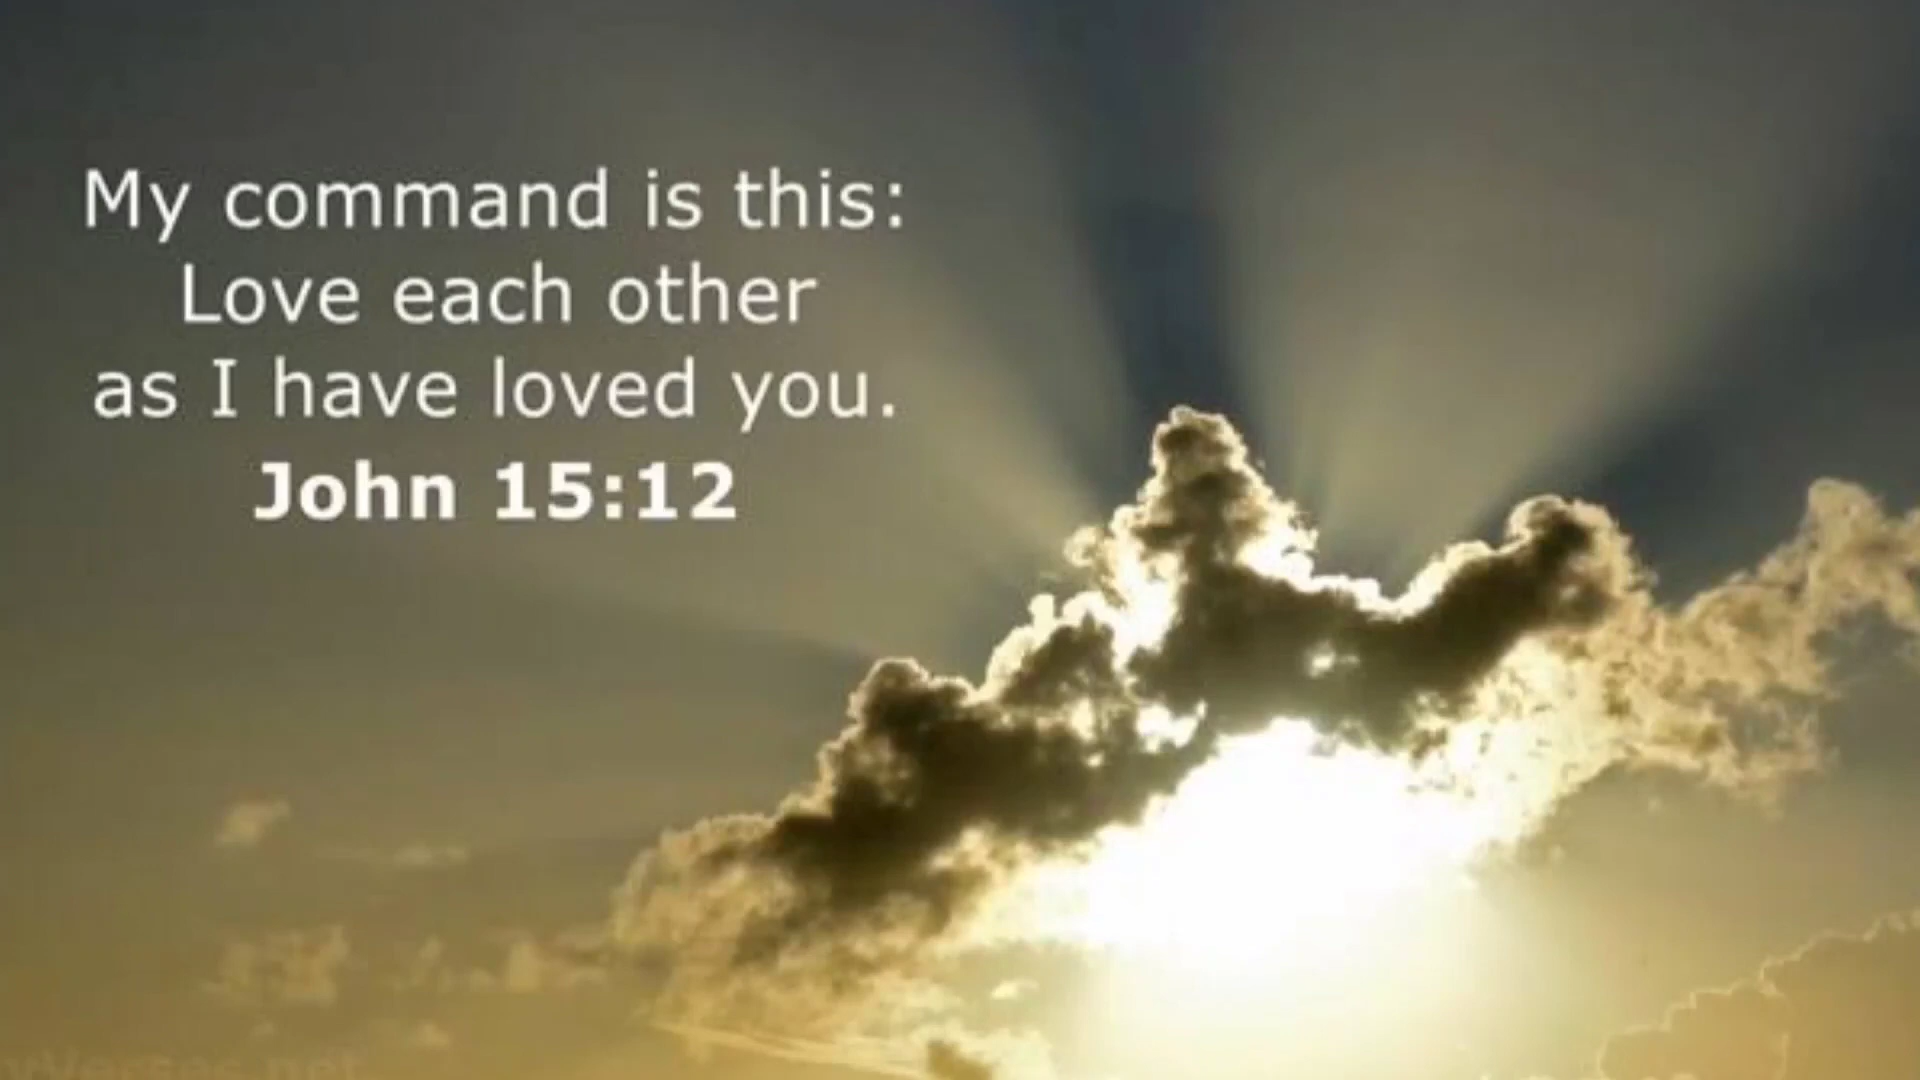 My command is this:
Love each other
as I have loved you.
John 15:12